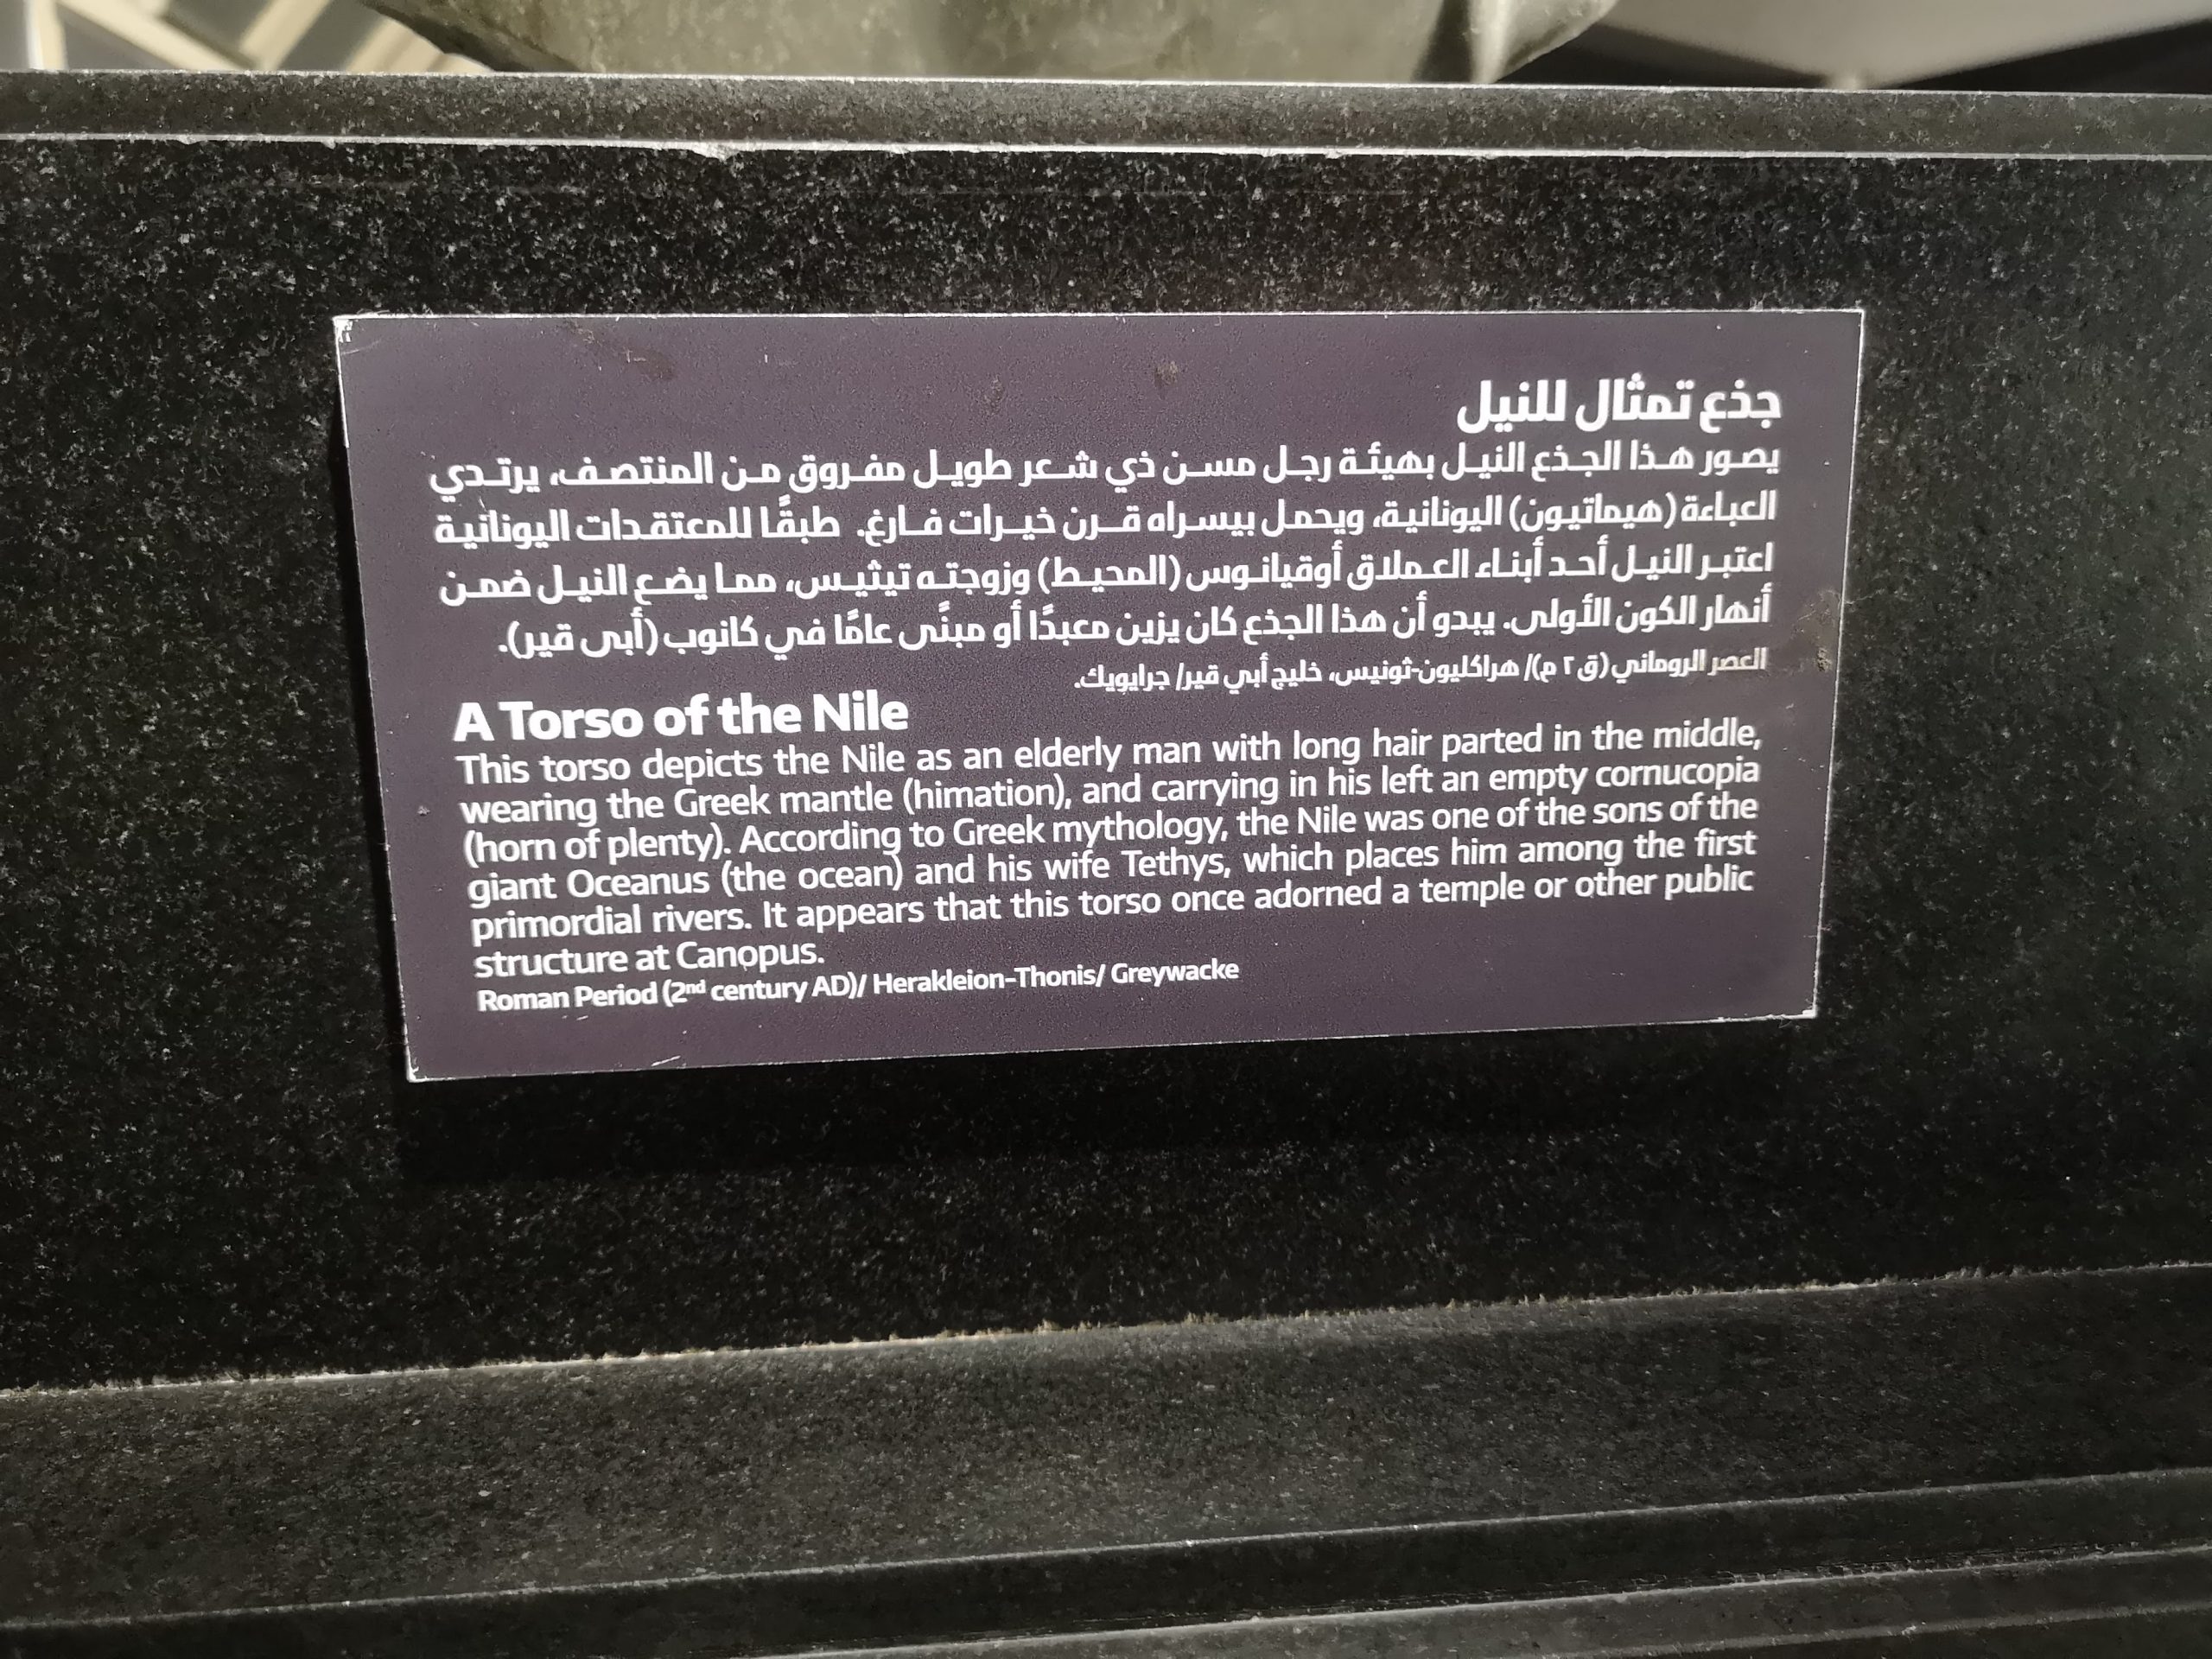 جذع تمثال للنيل
يصور هذا الجذع النيل بهيئة رجل مسن ذي شعر طويل مفروق من المنتصف، يرتدي
العباءة (هيماتيون) اليونانية، ويحمل بيسراه قرن خيرات فارغ. طبقًا للمعتقدات اليونانية
اعتبر النيل أحد أبناء العملاق أوقيانوس (المحيط) وزوجته تيثيس، مما يضع النيل ضمن
أنهار الكون الأولى. يبدو أن هذا الجذع كان يزين معبدًا أو مبنًى عامًا في كانوب (أبى قير).
العصر الروماني (ق ٢ م)/ هراكليون-ثونيس، خليج أبي قير/ جرايويك.
A Torso of the Nile
This torso depicts the Nile as an elderly man with long hair parted in the middle,
wearing the Greek mantle (himation), and carrying in his left an empty cornucopia
(horn of plenty). According to Greek mythology, the Nile was one of the sons of the
giant Oceanus (the ocean) and his wife Tethys, which places him among the first
primordial rivers. It appears that this torso once adorned a temple or other public
structure at Canopus.
Roman Period (2nd century AD)/ Herakleion-Thonis/ Greywacke